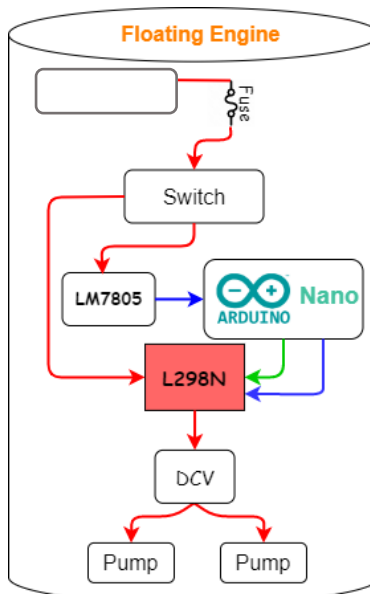 Floating Engine
Fuse
Switch
LM7805
Nano
ARDUINO
L298N
DCV
Pump
Pump